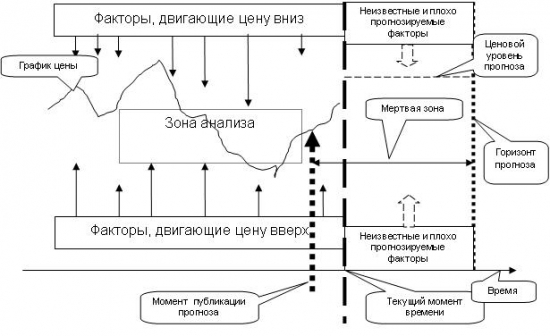 Факторы, двигающие цену вниз
Неизвестные и плохо
прогнозируемые
факторы
Ценовой
уровень
прогноза
График цены
Зона анализа
Мертвая зона
Горизонт
прогноза
Факторы, двигающие цену вверх
Неизвестные и плохо
прогнозируемые
факторы
Время
Момент публикации
прогноза
Текущий момент
времени